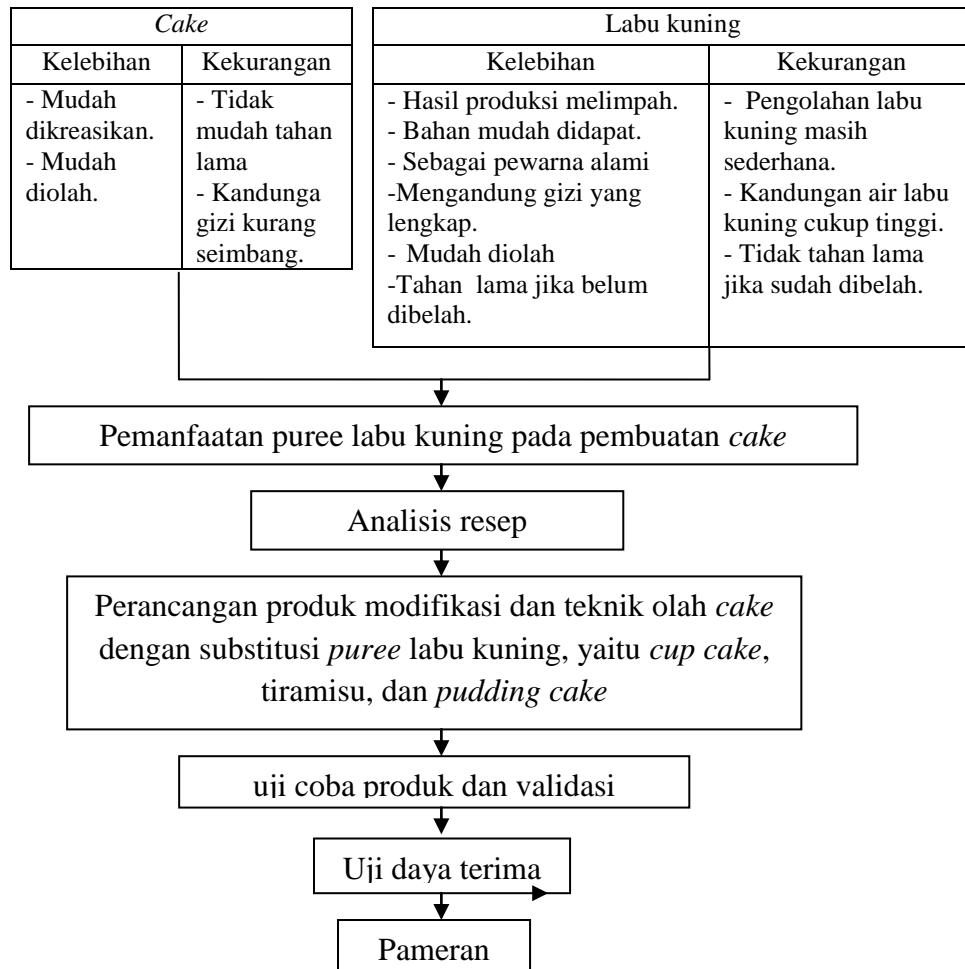 Cake
Kelebihan
Kekurangan
- Mudah
dikreasikan.
- Mudah
diolah.
- Tidak
mudah tahan
lama
- Kandunga
gizi kurang
seimbang.
Labu kuning
Kelebihan
Kekurangan
- Hasil produksi melimpah.
- Bahan mudah didapat.
- Sebagai pewarna alami
-Mengandung gizi yang
lengkap.
- Mudah diolah
-Tahan lama jika belum
dibelah.
- Pengolahan labu
kuning masih
sederhana.
- Kandungan air labu
kuning cukup tinggi.
- Tidak tahan lama
jika sudah dibelah.
Pemanfaatan puree labu kuning pada pembuatan cake
Analisis resep
Perancangan produk modifikasi dan teknik olah cake
dengan substitusi puree labu kuning, yaitu cup cake,
tiramisu, dan pudding cake
uji coba produk dan validasi
Uji daya terima
Pameran